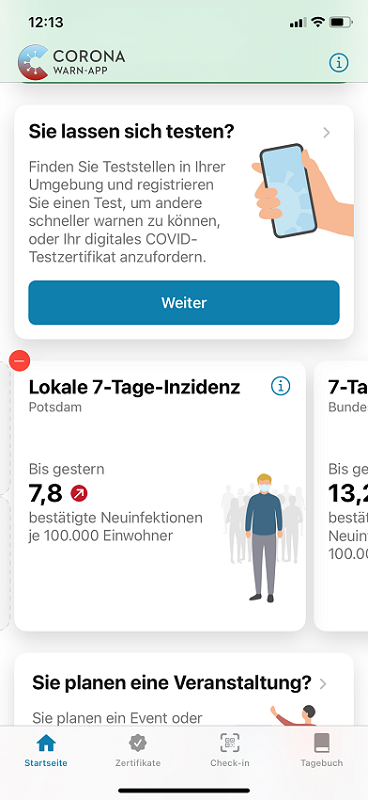 12:13
CORONA
WARN-APP
Sie lassen sich testen?
Finden Sie Teststellen in Ihrer
Umgebung und registrieren
Sie einen Test, um andere
schneller warnen zu können,
oder Ihr digitales COVID-
Testzertifikat anzufordern.
Weiter
Lokale 7-Tage-Inzidenz
Potsdam
Bis gestern
7,8
bestätigte Neuinfektionen
je 100.000 Einwohner
7-Ta
Bunde
Bis ge
13,2
bestät
Neuin
100.00
Sie planen eine Veranstaltung?
Sie planen ein Event oder
Startseite
Zertifikate
Check-in
Tagebuch